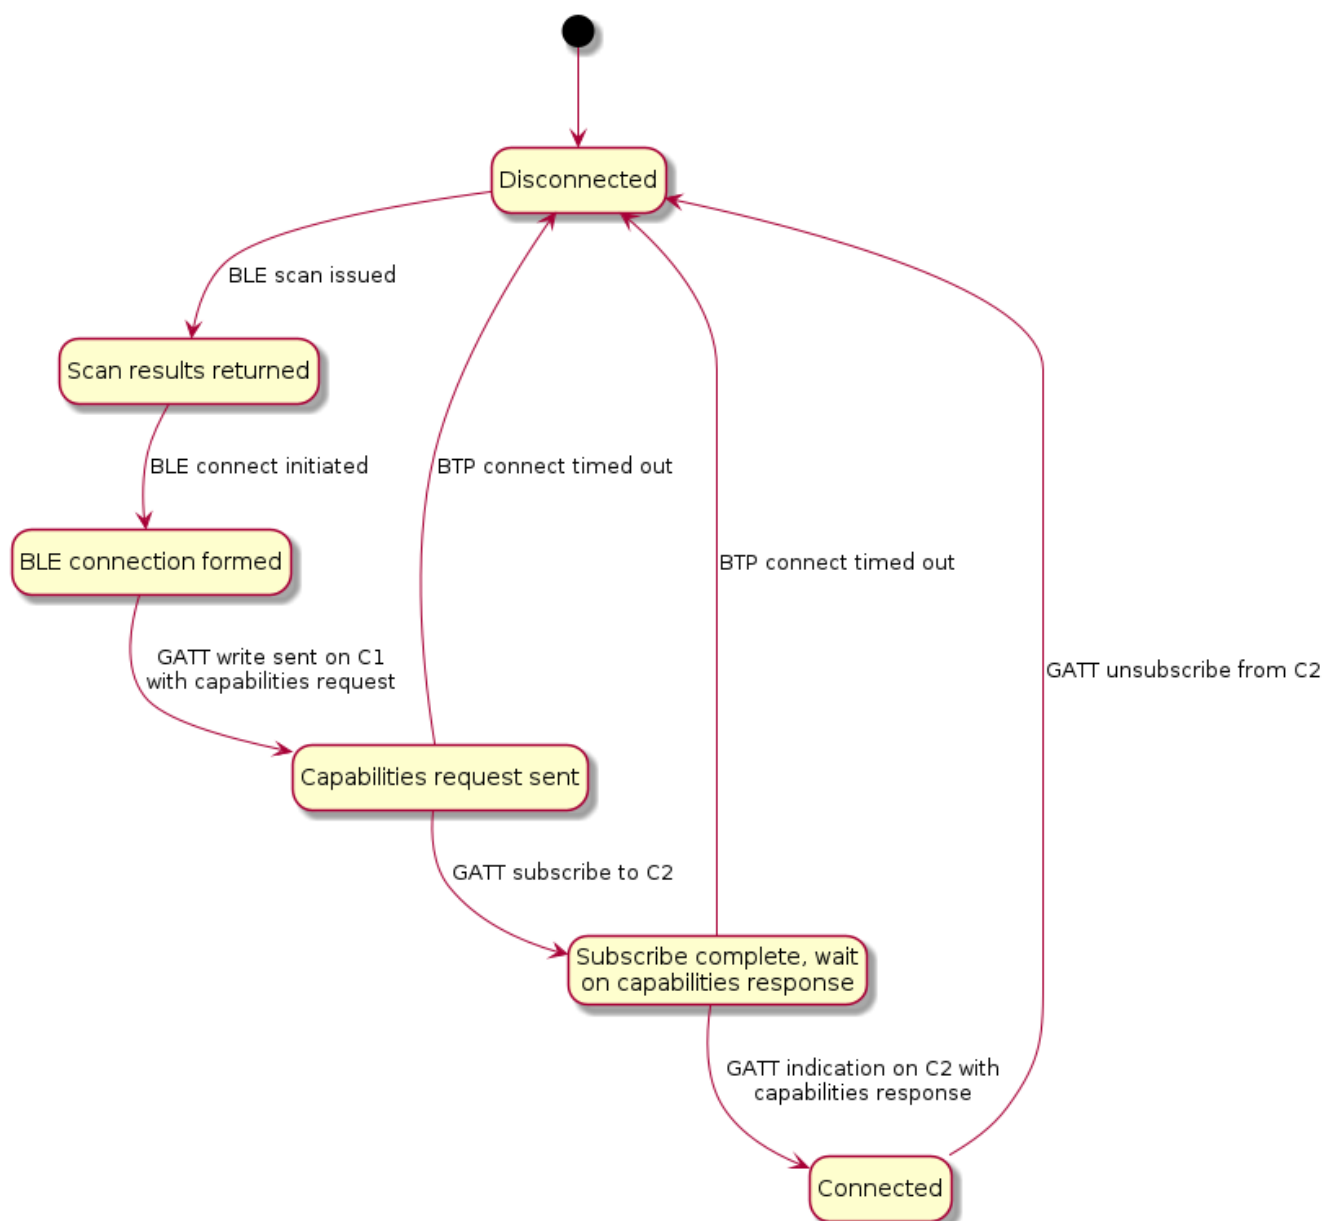 Disconnected
BLE scan issued
Scan results returned
BLE connect initiated
BTP connect timed out
BLE connection formed
BTP connect timed out
GATT write sent on C1
with capabilities request
GATT unsubscribe from C2
Capabilities request sent
GATT subscribe to C2
Subscribe complete, wait
on capabilities response
GATT indication on C2 with
capabilities response
Connected